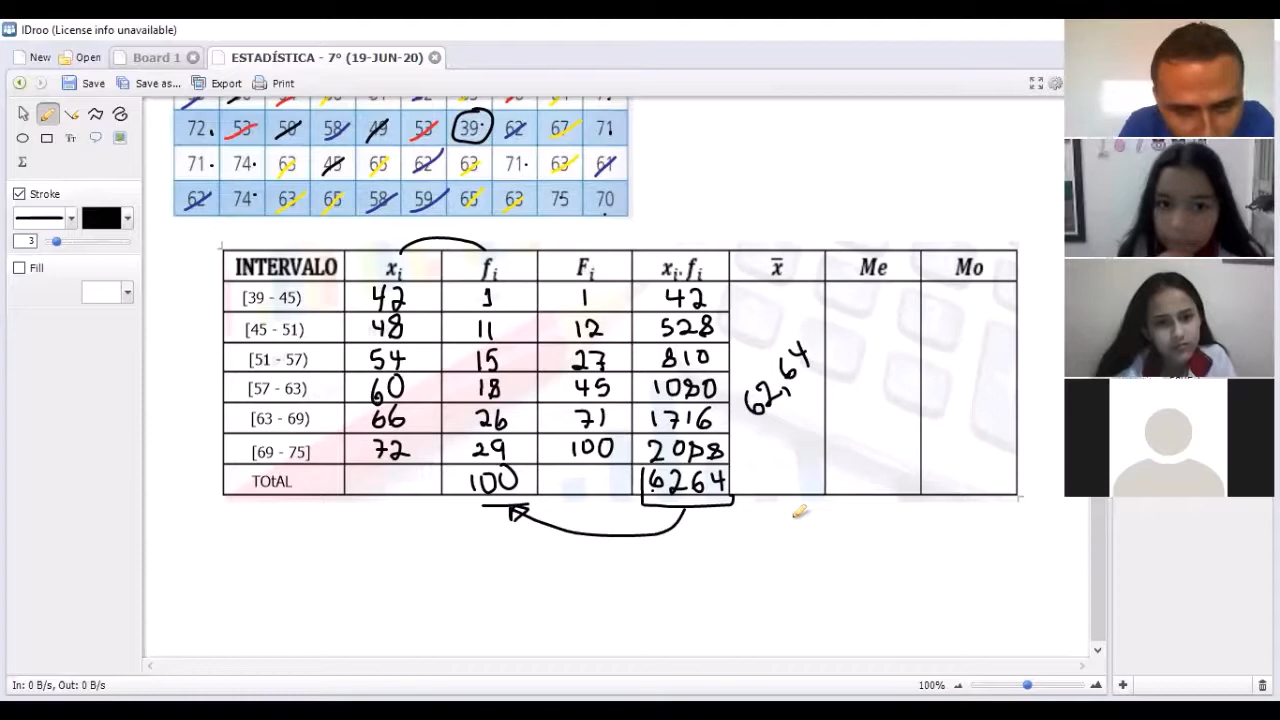 IDroo (License info unavailable)
New Open Board 1 ESTADÍSTICA - 7º (19-JUN-20)
Save Save as... Export Print
72. 53 50 58 49 53 39 62 67 71
71 74 63 45 65 62 63 71 63 61
62 74 63 65 58 59 65 63 75 70
Stroke
3
Fill
INTERVALO xi fi Fi xi.fi x̄ Me Mo
[39 - 45) 42 1 1 42
[45 - 51) 48 11 12 528
[51 - 57) 54 15 27 810
[57 - 63) 60 18 45 1080
[63 - 69) 66 26 71 1716
[69 - 75] 72 29 100 2088
62,64
TOtAL 100 6264
In: 0 B/s, Out: 0 B/s
100%